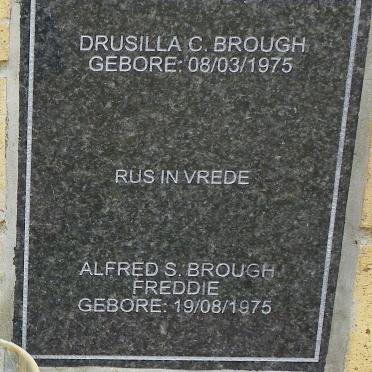 DRUSILLA C. BROUGH
GEBORE: 08/03/1975
RUS IN VREDE
ALFRED S. BROUGH
FREDDIE
GEBORE: 19/08/1975